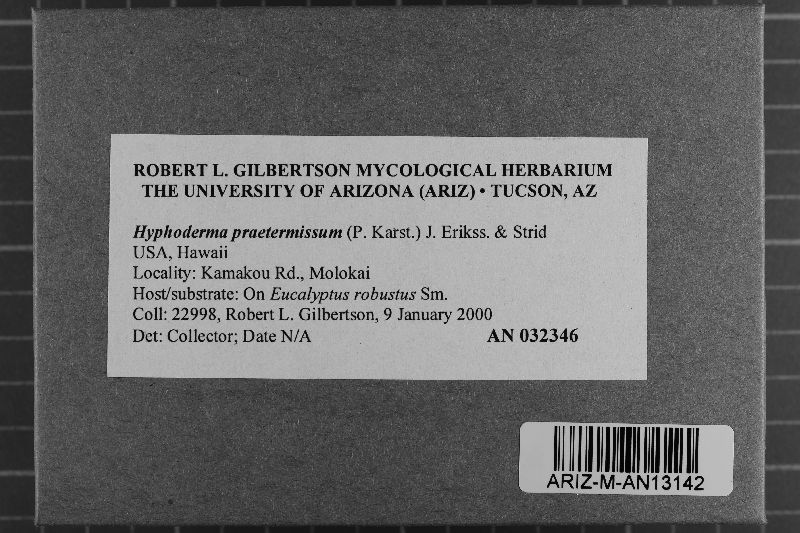 ROBERT L. GILBERTSON MYCOLOGICAL HERBARIUM
THE UNIVERSITY OF ARIZONA (ARIZ) • TUCSON, AZ
Hyphoderma praetermissum (P. Karst.) J. Erikss. & Strid
USA, Hawaii
Locality: Kamakou Rd., Molokai
Host/substrate: On Eucalyptus robustus Sm.
Coll: 22998, Robert L. Gilbertson, 9 January 2000
Det: Collector; Date N/A AN 032346
ARIZ-M-AN13142